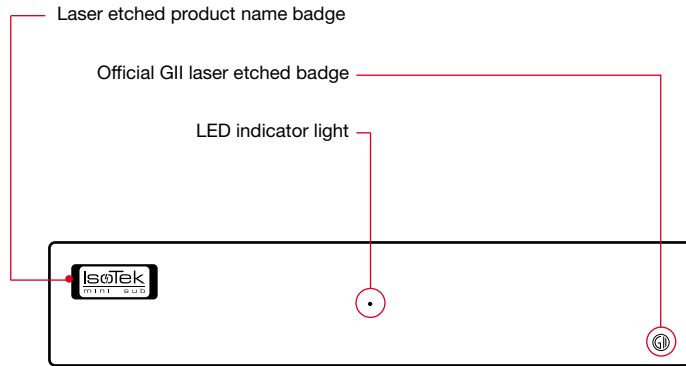 Laser etched product name badge
Official GII laser etched badge
LED indicator light
IsoTek
mini sub
GII